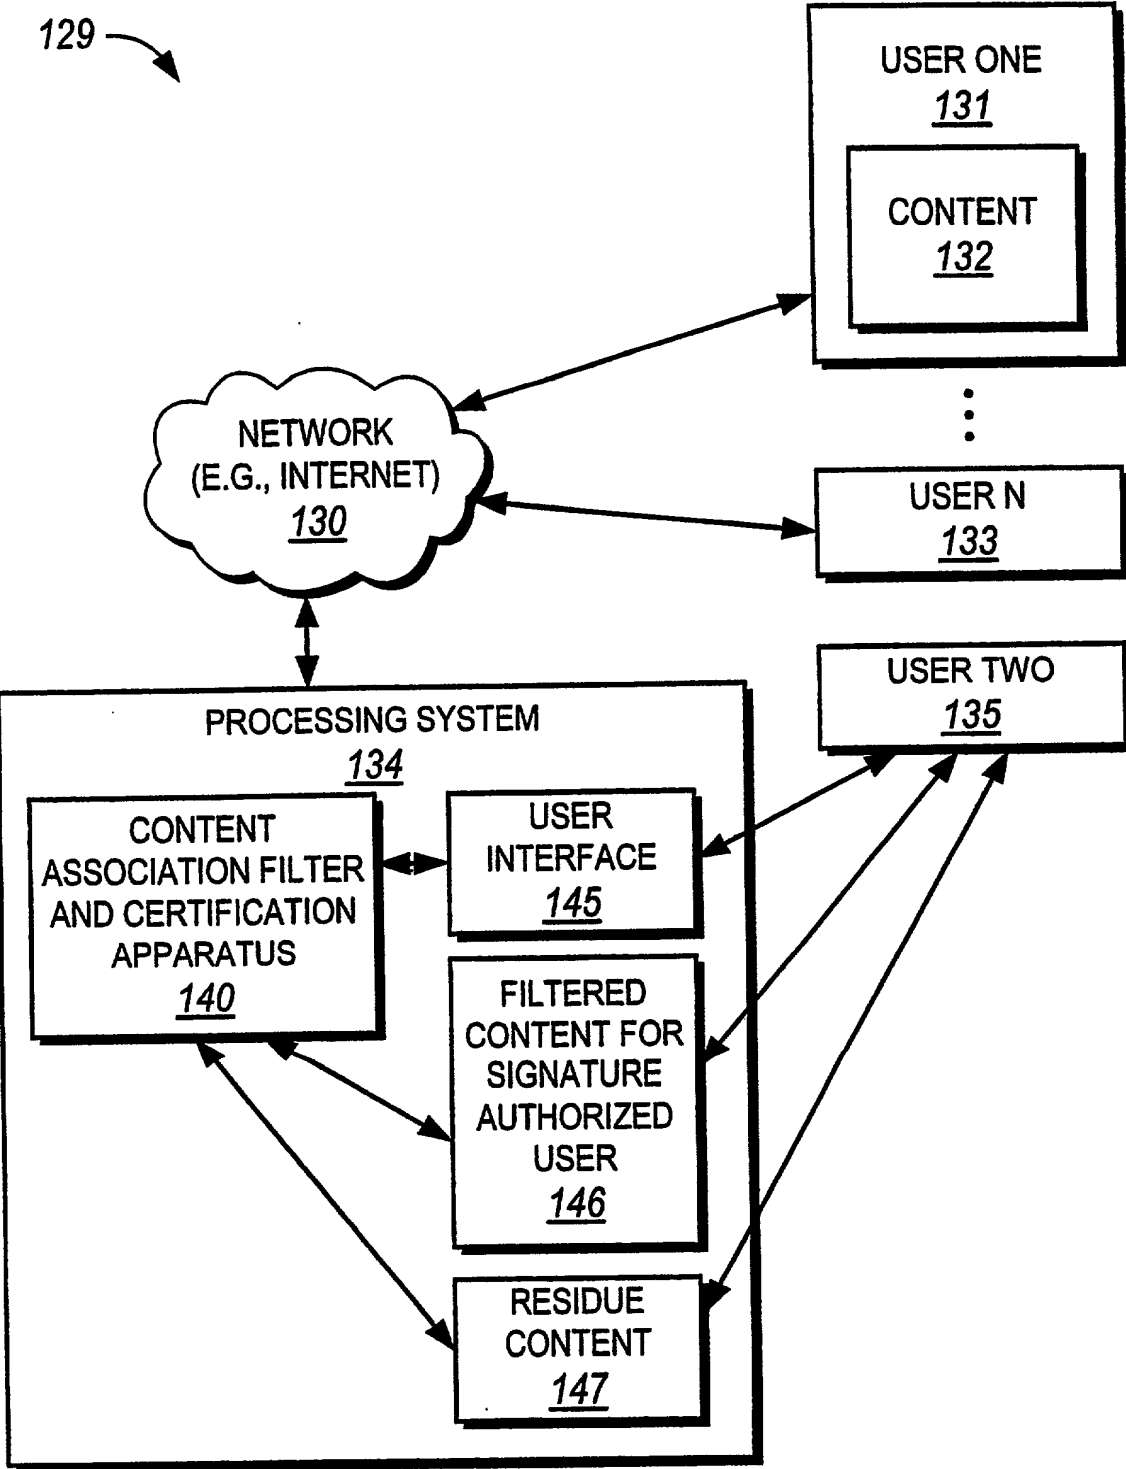 129
USER ONE
131
CONTENT
132
NETWORK
(E.G., INTERNET)
130
USER N
133
USER TWO
135
PROCESSING SYSTEM
134
CONTENT
ASSOCIATION FILTER
AND CERTIFICATION
APPARATUS
140
USER
INTERFACE
145
FILTERED
CONTENT FOR
SIGNATURE
AUTHORIZED
USER
146
RESIDUE
CONTENT
147